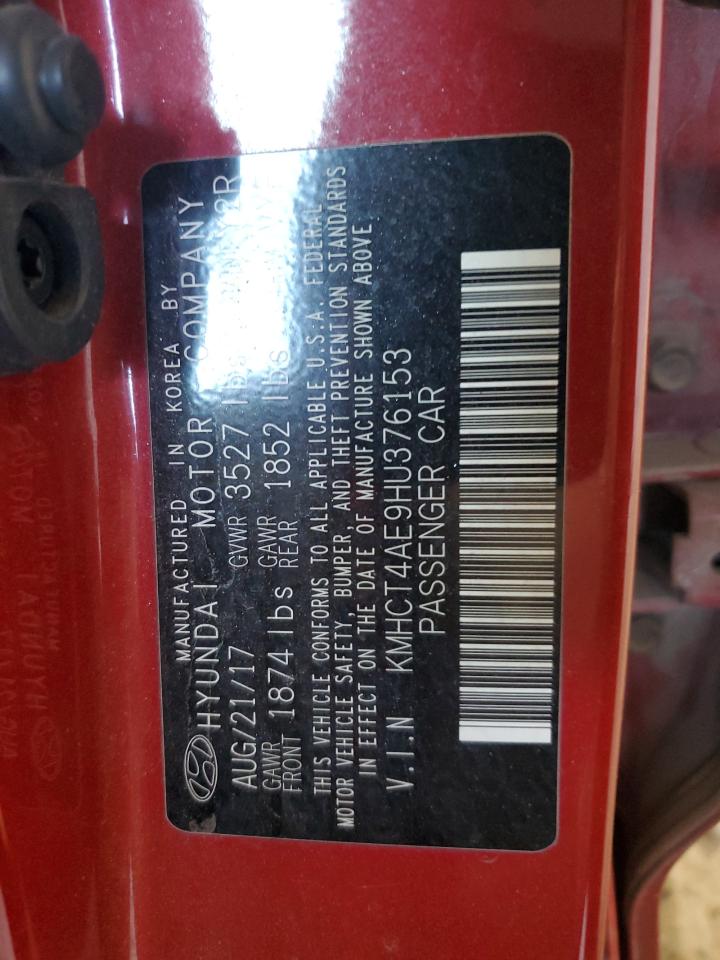 MANUFACTURED IN KOREA BY
HYUNDAI MOTOR COMPANY
AUG/21/17 GVWR 3527 lbs
GAWR FRONT 1874 lbs GAWR REAR 1852 lbs
THIS VEHICLE CONFORMS TO ALL APPLICABLE U.S.A. FEDERAL
MOTOR VEHICLE SAFETY, BUMPER, AND THEFT PREVENTION STANDARDS
IN EFFECT ON THE DATE OF MANUFACTURE SHOWN ABOVE
V.I.N KMHCT4AE9HU376153
PASSENGER CAR